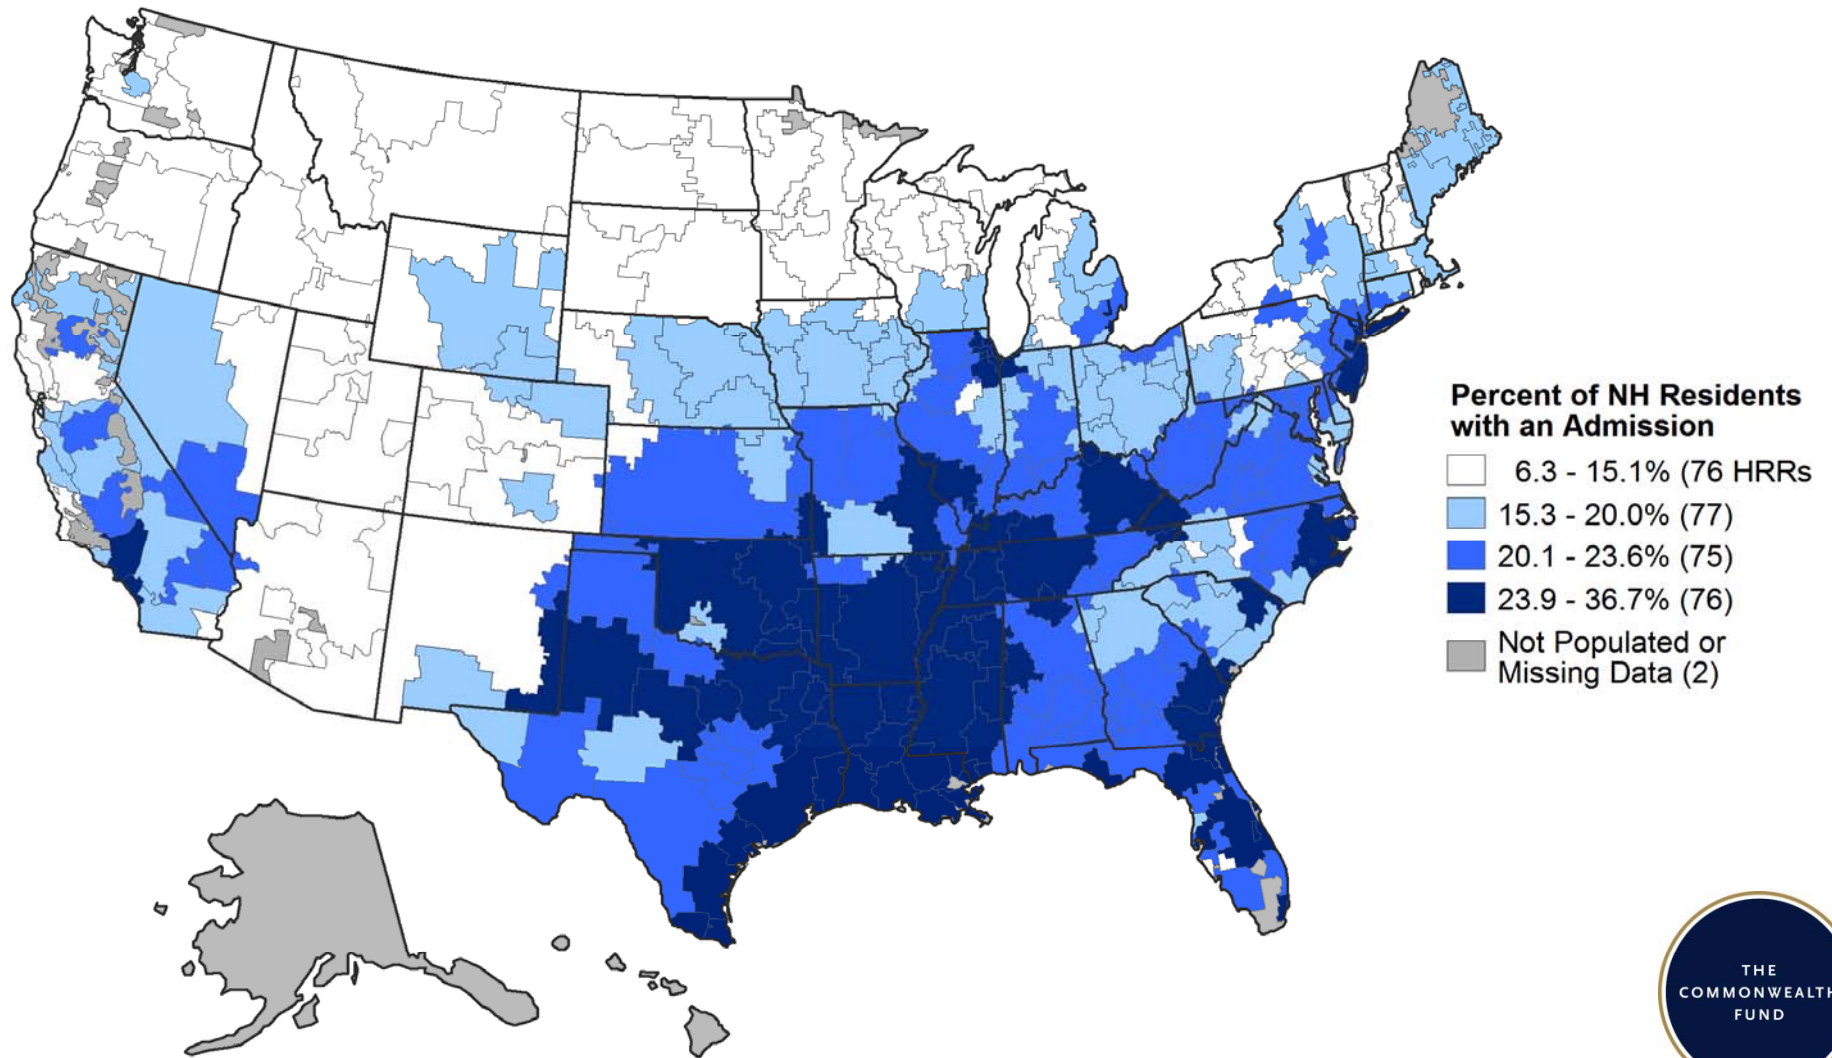 Percent of NH Residents
with an Admission
6.3 - 15.1% (76 HRRs
15.3 - 20.0% (77)
20.1 - 23.6% (75)
23.9 - 36.7% (76)
Not Populated or
Missing Data (2)
THE
COMMONWEALTH
FUND